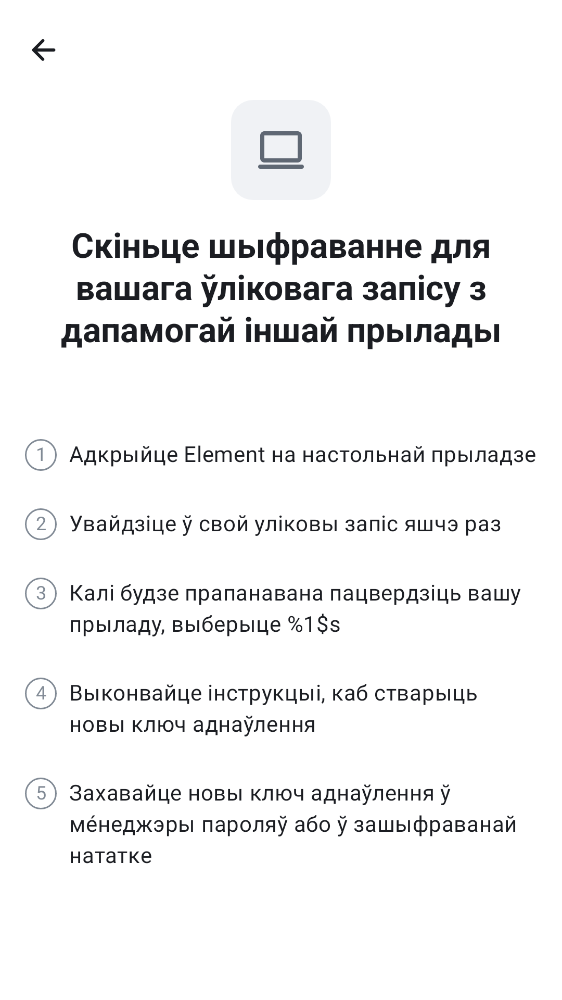 Скіньце шыфраванне для
вашага ўліковага запісу з
дапамогай іншай прылады
1 Адкрыйце Element на настольнай прыладзе
2 Увайдзіце ў свой уліковы запіс яшчэ раз
3 Калі будзе прапанавана пацвердзіць вашу
прыладу, выберыце %1$s
4 Выконвайце інструкцыі, каб стварыць
новы ключ аднаўлення
5 Захавайце новы ключ аднаўлення ў
ме́неджэры пароляў або ў зашыфраванай
нататке